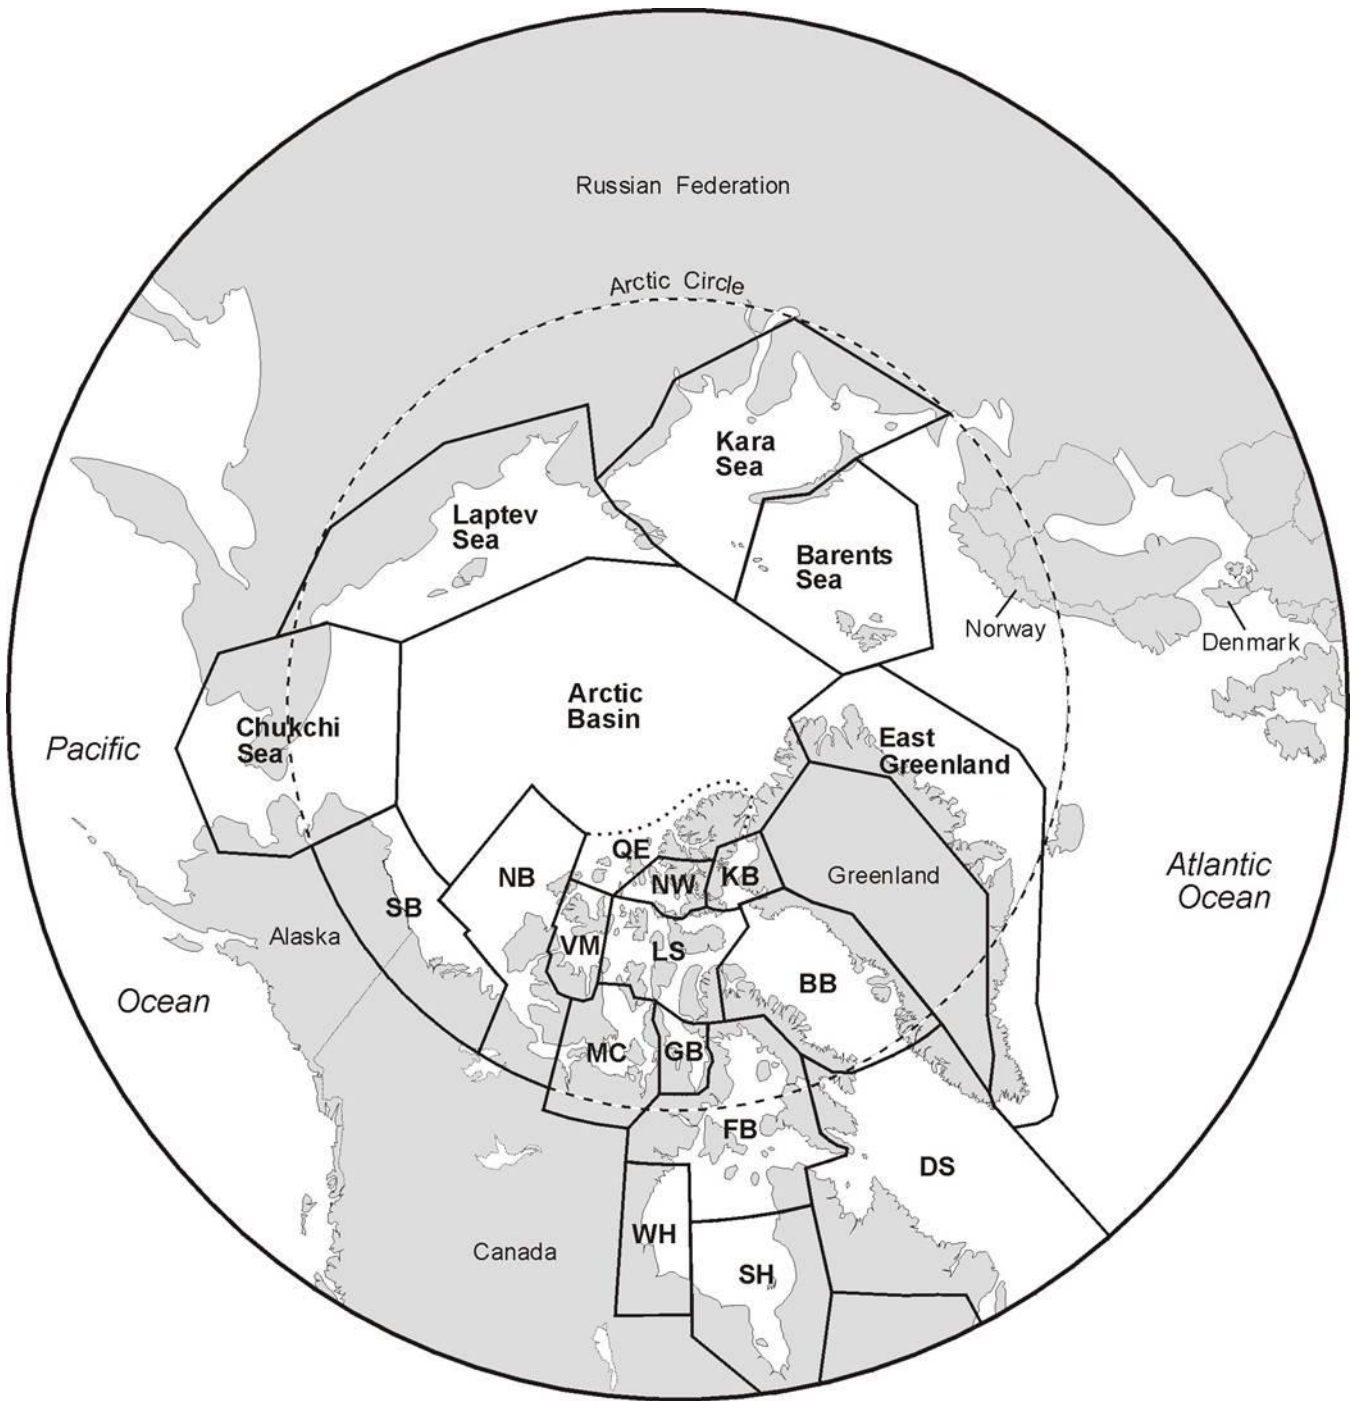 Russian Federation
Arctic Circle
Kara
Sea
Laptev
Sea
Barents
Sea
Norway
Denmark
Arctic
Basin
Chukchi
Sea
Pacific
East
Greenland
QE
NB
NW
KB
Greenland
Atlantic
Ocean
SB
Alaska
VM
LS
BB
Ocean
MC
GB
FB
DS
WH
Canada
SH